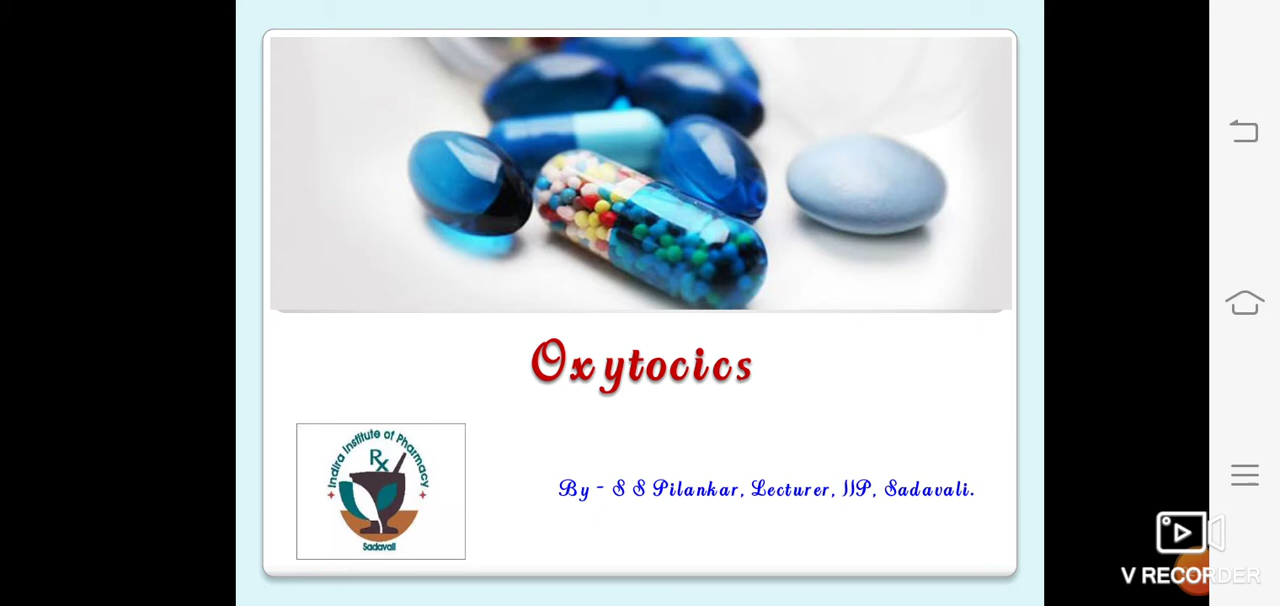 Oxytocics
Indira Institute of Pharmacy
Rx
Sadavali
By - S S Pilankar, Lecturer, IIP, Sadavali.
V RECORDER